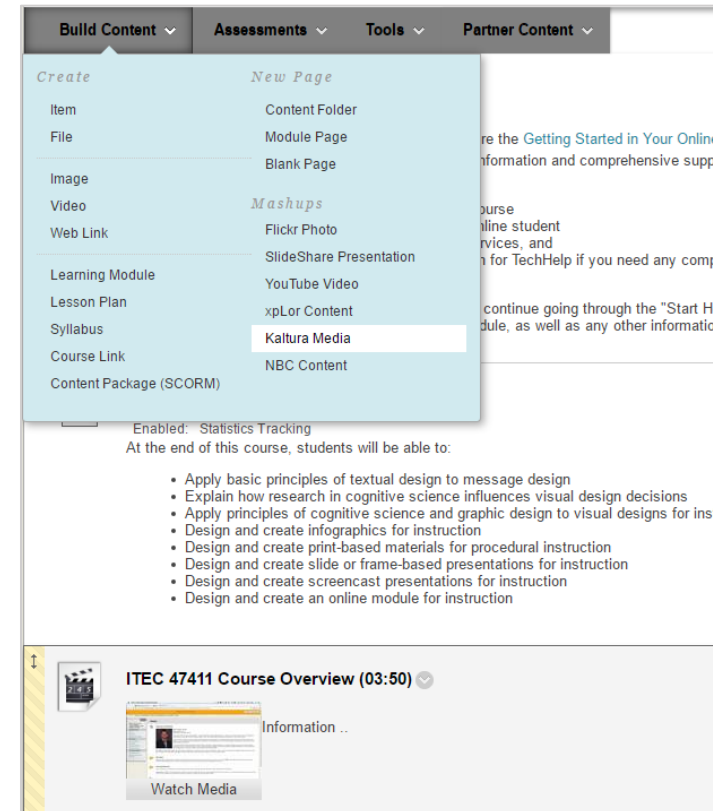 Build Content
Assessments
Tools
Partner Content
Create
Item
File
Image
Video
Web Link
Learning Module
Lesson Plan
Syllabus
Course Link
Content Package (SCORM)
New Page
Content Folder
Module Page
Blank Page
Mashups
Flickr Photo
SlideShare Presentation
YouTube Video
xpLor Content
Kaltura Media
NBC Content
re the Getting Started in Your Online
nformation and comprehensive supp
ourse
nline student
rvices, and
n for TechHelp if you need any comp
continue going through the "Start H
dule, as well as any other informatio
Enabled: Statistics Tracking
At the end of this course, students will be able to:
• Apply basic principles of textual design to message design
• Explain how research in cognitive science influences visual design decisions
• Apply principles of cognitive science and graphic design to visual designs for ins
• Design and create infographics for instruction
• Design and create print-based materials for procedural instruction
• Design and create slide or frame-based presentations for instruction
• Design and create screencast presentations for instruction
• Design and create an online module for instruction
ITEC 47411 Course Overview (03:50)
Information ..
Watch Media